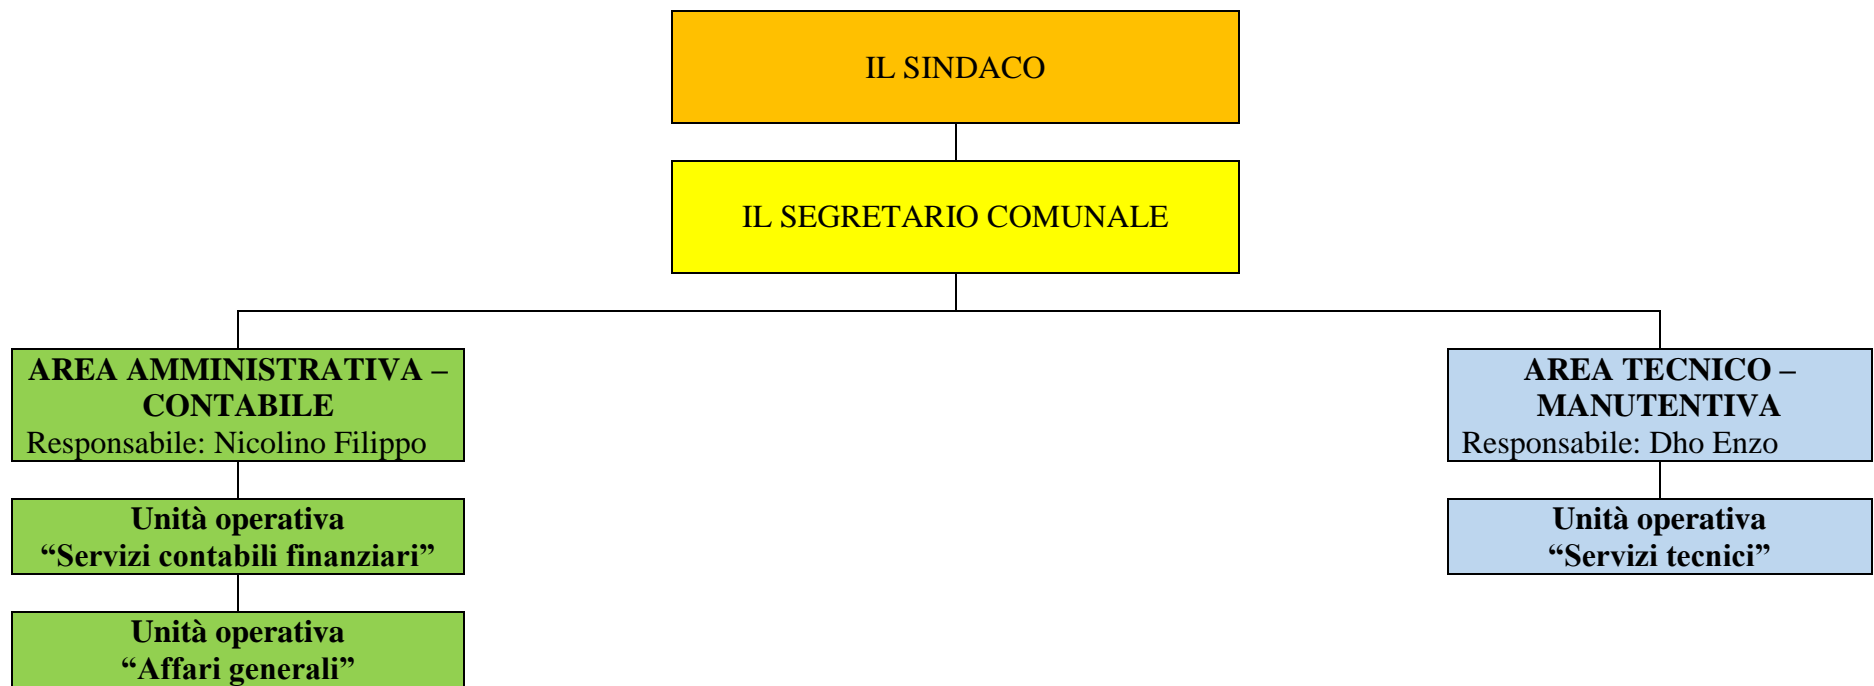 IL SINDACO
IL SEGRETARIO COMUNALE
AREA AMMINISTRATIVA –
CONTABILE
Responsabile: Nicolino Filippo
AREA TECNICO –
MANUTENTIVA
Responsabile: Dho Enzo
Unità operativa
“Servizi contabili finanziari”
Unità operativa
“Servizi tecnici”
Unità operativa
“Affari generali”